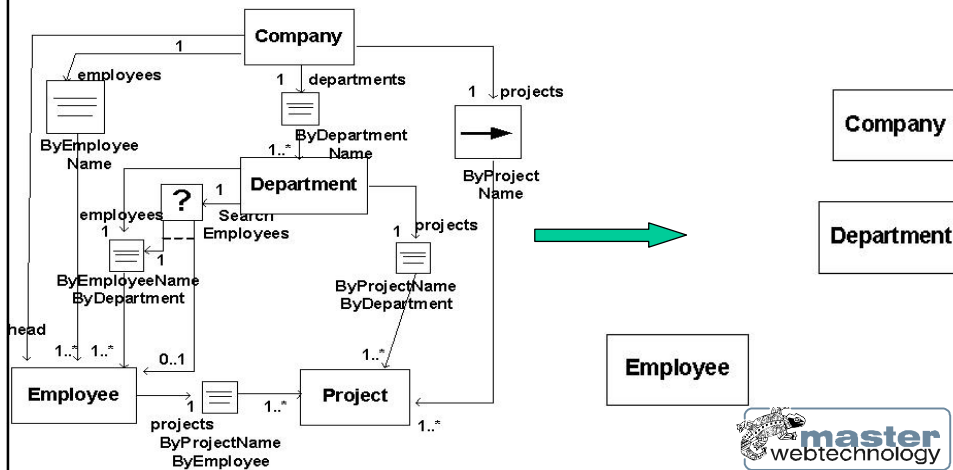 Company
1
employees
1
departments
1
projects
ByEmployee
Name
ByDepartment
Name
1..*
ByProject
Name
Department
?
1
Search
Employees
employees
1
1
ByEmployeeName
ByDepartment
projects
1
ByProjectName
ByDepartment
head
1..*
1..*
0..1
1..*
Employee
1
projects
ByProjectName
ByEmployee
1..*
Project
1..*
Company
Department
Employee
master
webtechnology